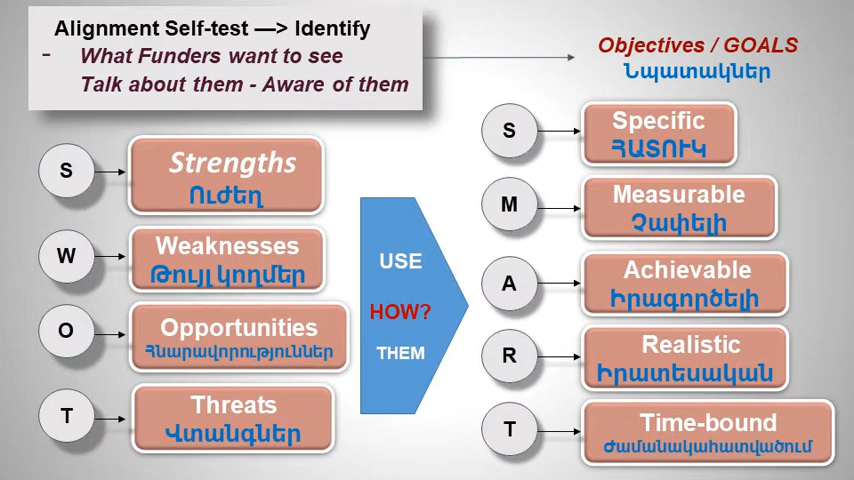 Alignment Self-test —> Identify
- What Funders want to see
Talk about them - Aware of them
Objectives / GOALS
Նպատակներ
S
Strengths
Ուժեղ
W
Weaknesses
Թույլ կողմեր
O
Opportunities
Հնարավորություններ
T
Threats
Վտանգներ
USE
HOW?
THEM
S
Specific
ՀԱՏՈՒԿ
M
Measurable
Չափելի
A
Achievable
Իրագործելի
R
Realistic
Իրատեսական
T
Time-bound
Ժամանակահատվածում